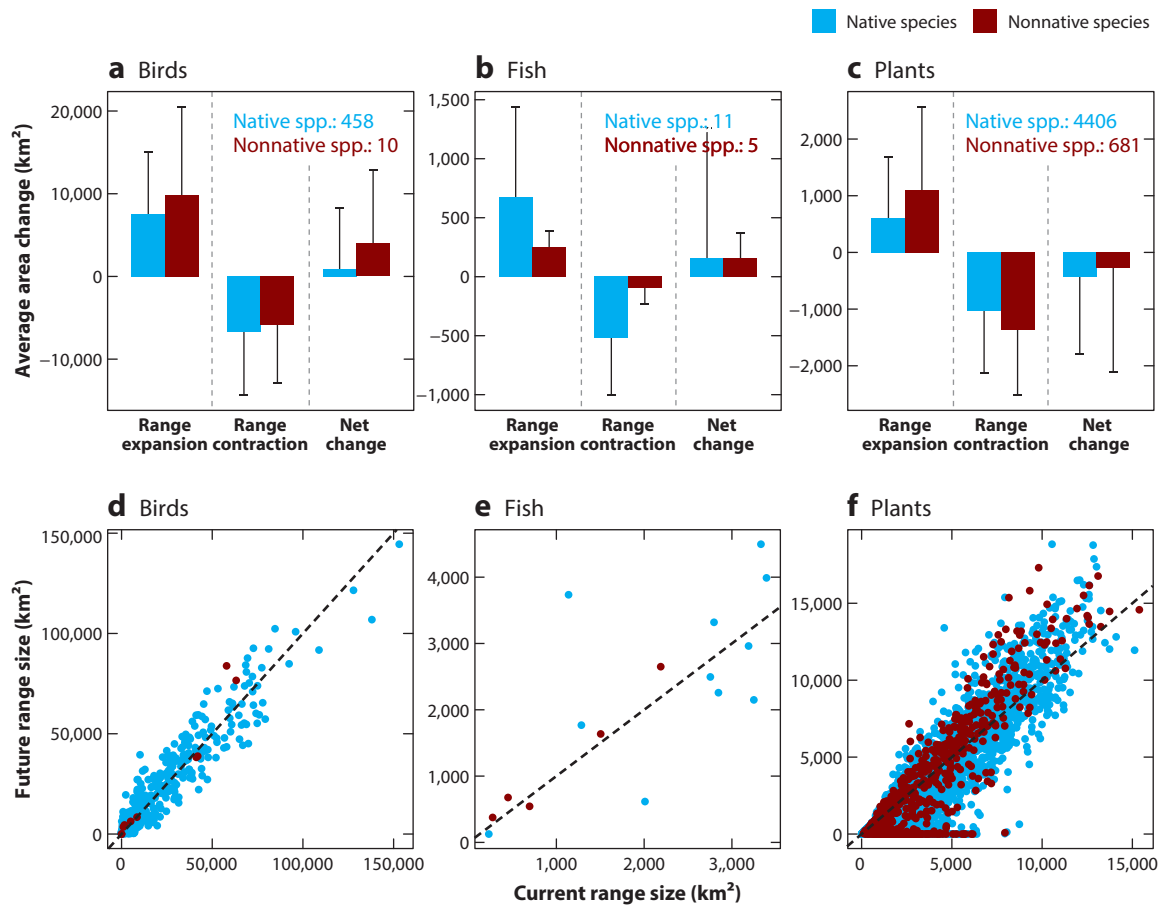 Native species Nonnative species
a Birds
b Fish
c Plants
Average area change (km²)
20,000
10,000
0
−10,000
Native spp.: 458
Nonnative spp.: 10
Range expansion
Range contraction
Net change
1,500
1,000
500
0
−500
−1,000
Native spp.: 11
Nonnative spp.: 5
Range expansion
Range contraction
Net change
2,000
1,000
0
−1,000
−2,000
Native spp.: 4406
Nonnative spp.: 681
Range expansion
Range contraction
Net change
d Birds
e Fish
f Plants
Future range size (km²)
150,000
100,000
50,000
0
0 50,000 100,000 150,000
4,000
3,000
2,000
1,000
0
1,000 2,000 3,,000
15,000
10,000
5,000
0
0 5,000 10,000 15,000
Current range size (km²)